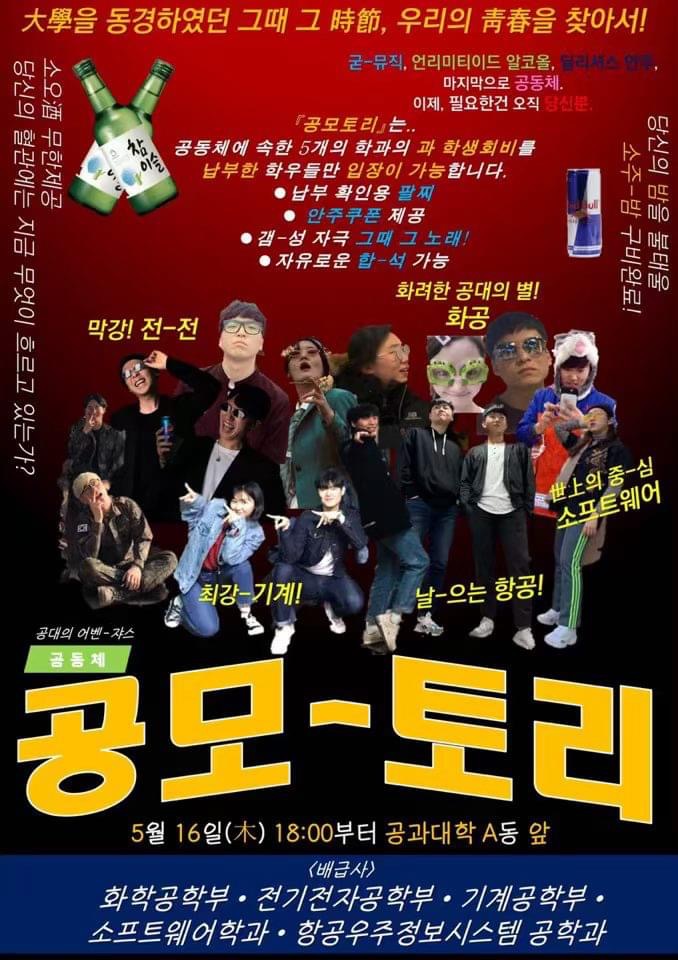 大學을 동경하였던 그때 그 時節, 우리의 靑春을 찾아서!
굳-뮤직, 언리미티이드 알코올, 딜리셔스 안주,
마지막으로 공동체.
이제, 필요한건 오직 당신뿐.
소오酒 무한제공
당신의 혈관에는 지금 무엇이 흐르고 있는가?
당신의 밤을 불태울
소주-밤 구비완료!
참이슬
Red Bull
『공모토리』는..
공동체에 속한 5개의 학과의 과 학생회비를
납부한 학우들만 입장이 가능합니다.
●납부 확인용 팔찌
● 안주쿠폰 제공
●갬-성 자극 그때 그 노래!
●자유로운 합-석 가능
막강! 전-전
화려한 공대의 별!
화공
世上의 중-심
소프트웨어
최강-기계!
날-으는 항공!
공대의 어벤-쟈스
공동체
공모-토리
5월 16일(木) 18:00부터 공과대학 A동 앞
<배급사>
화학공학부 • 전기전자공학부 • 기계공학부 •
소프트웨어학과 • 항공우주정보시스템 공학과